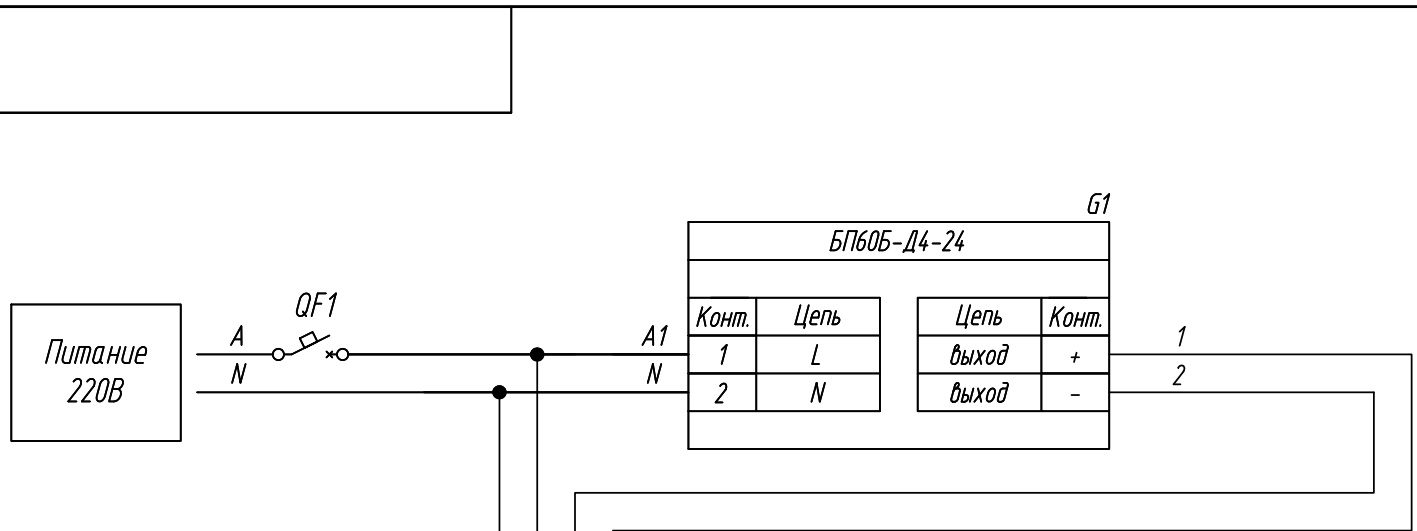 G1
БП60Б-Д4-24
QF1
Питание
220В
A
N
A1
N
Конт. Цепь
1 L
2 N
Цепь Конт.
выход +
выход -
1
2